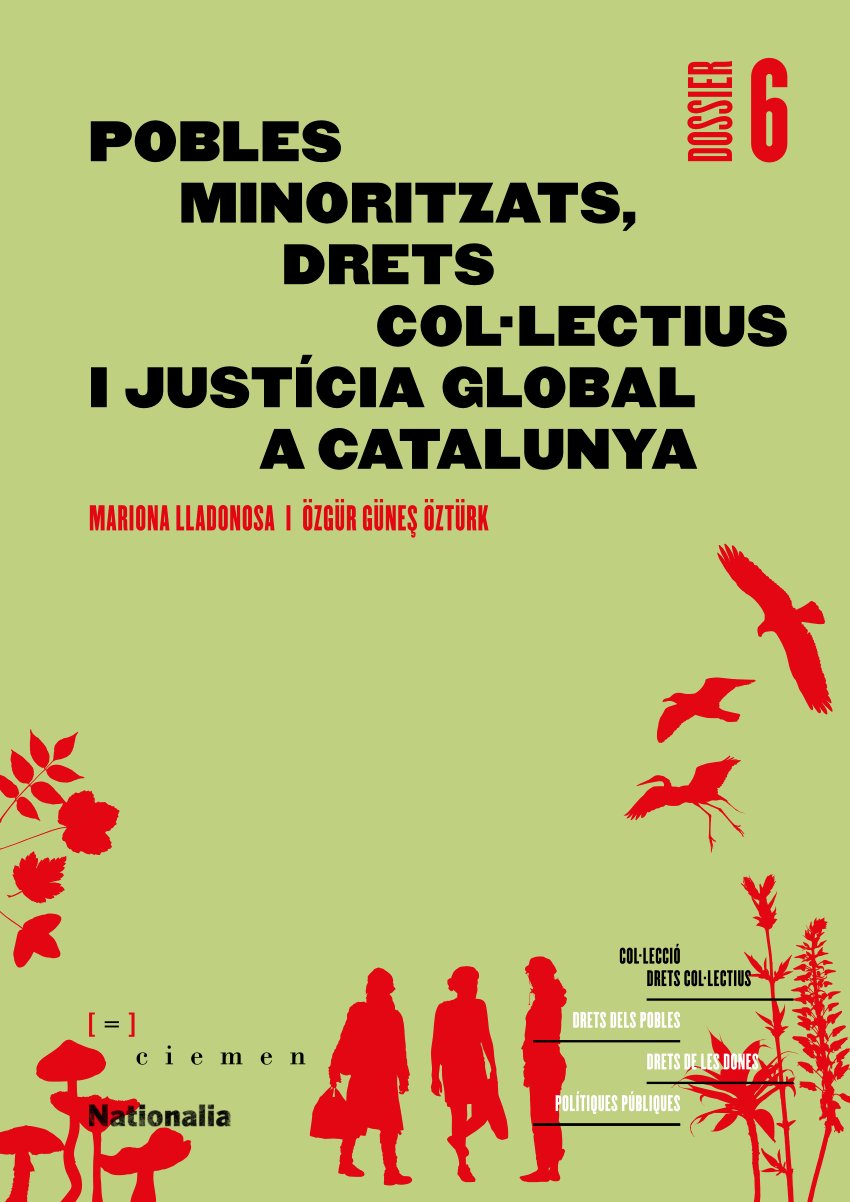 DOSSIER 6
POBLES
MINORITZATS,
DRETS
COL·LECTIUS
I JUSTÍCIA GLOBAL
A CATALUNYA
MARIONA LLADONOSA I ÖZGÜR GÜNEŞ ÖZTÜRK
COL·LECCIÓ
DRETS COL·LECTIUS
DRETS DELS POBLES
DRETS DE LES DONES
POLÍTIQUES PÚBLIQUES
[=]
ciemen
Nationalia